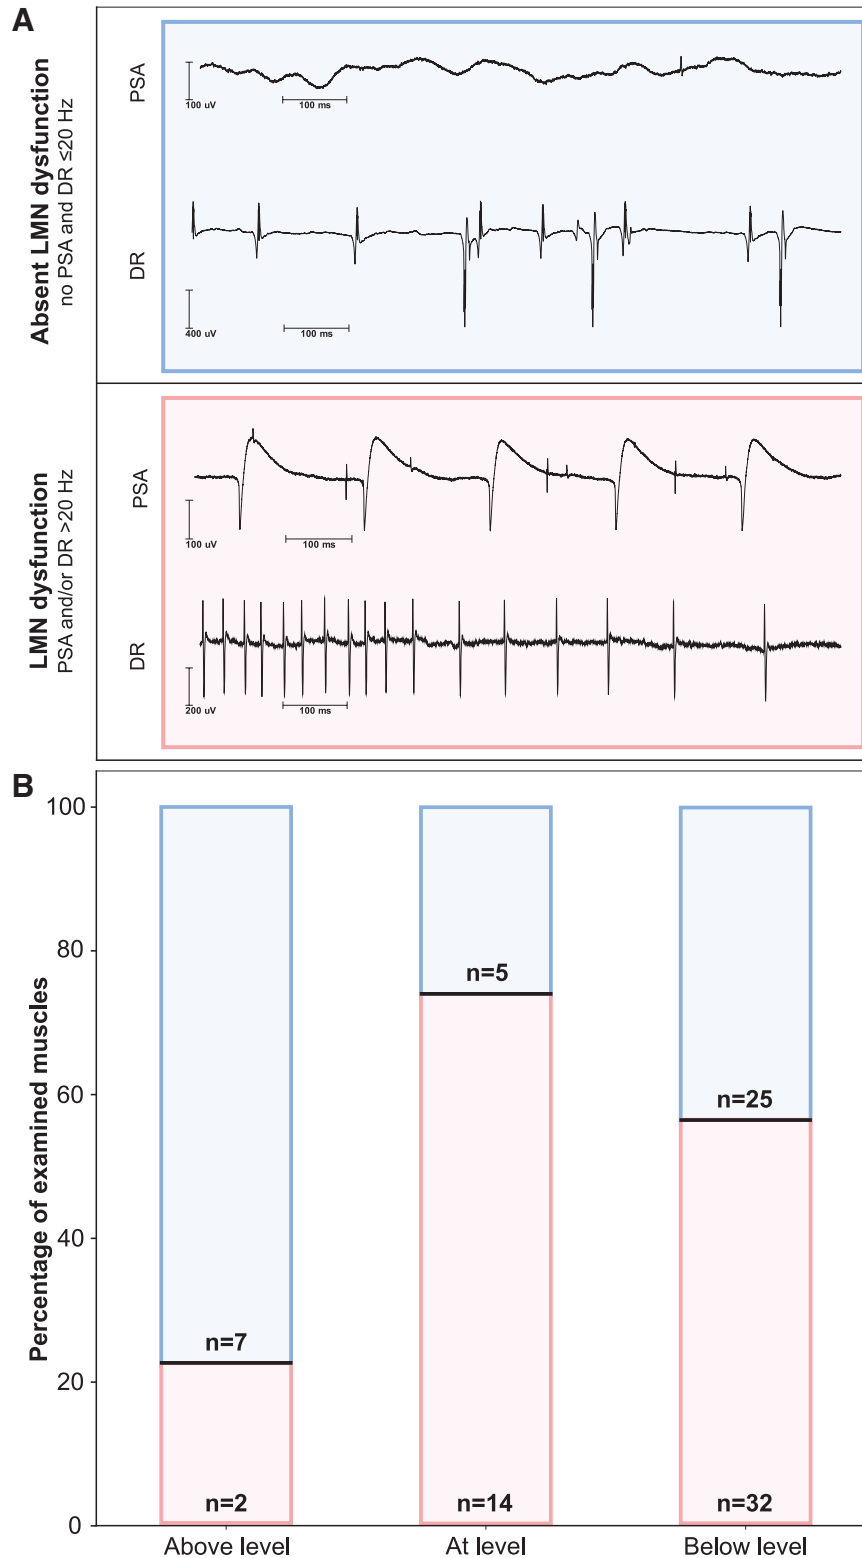 A
Absent LMN dysfunction
no PSA and DR ≤20 Hz
PSA
100 uV
100 ms
DR
400 uV
100 ms
LMN dysfunction
PSA and/or DR >20 Hz
PSA
100 uV
100 ms
DR
200 uV
100 ms
B
Percentage of examined muscles
100
80
60
40
20
0
n=7
n=2
n=5
n=14
n=25
n=32
Above level
At level
Below level